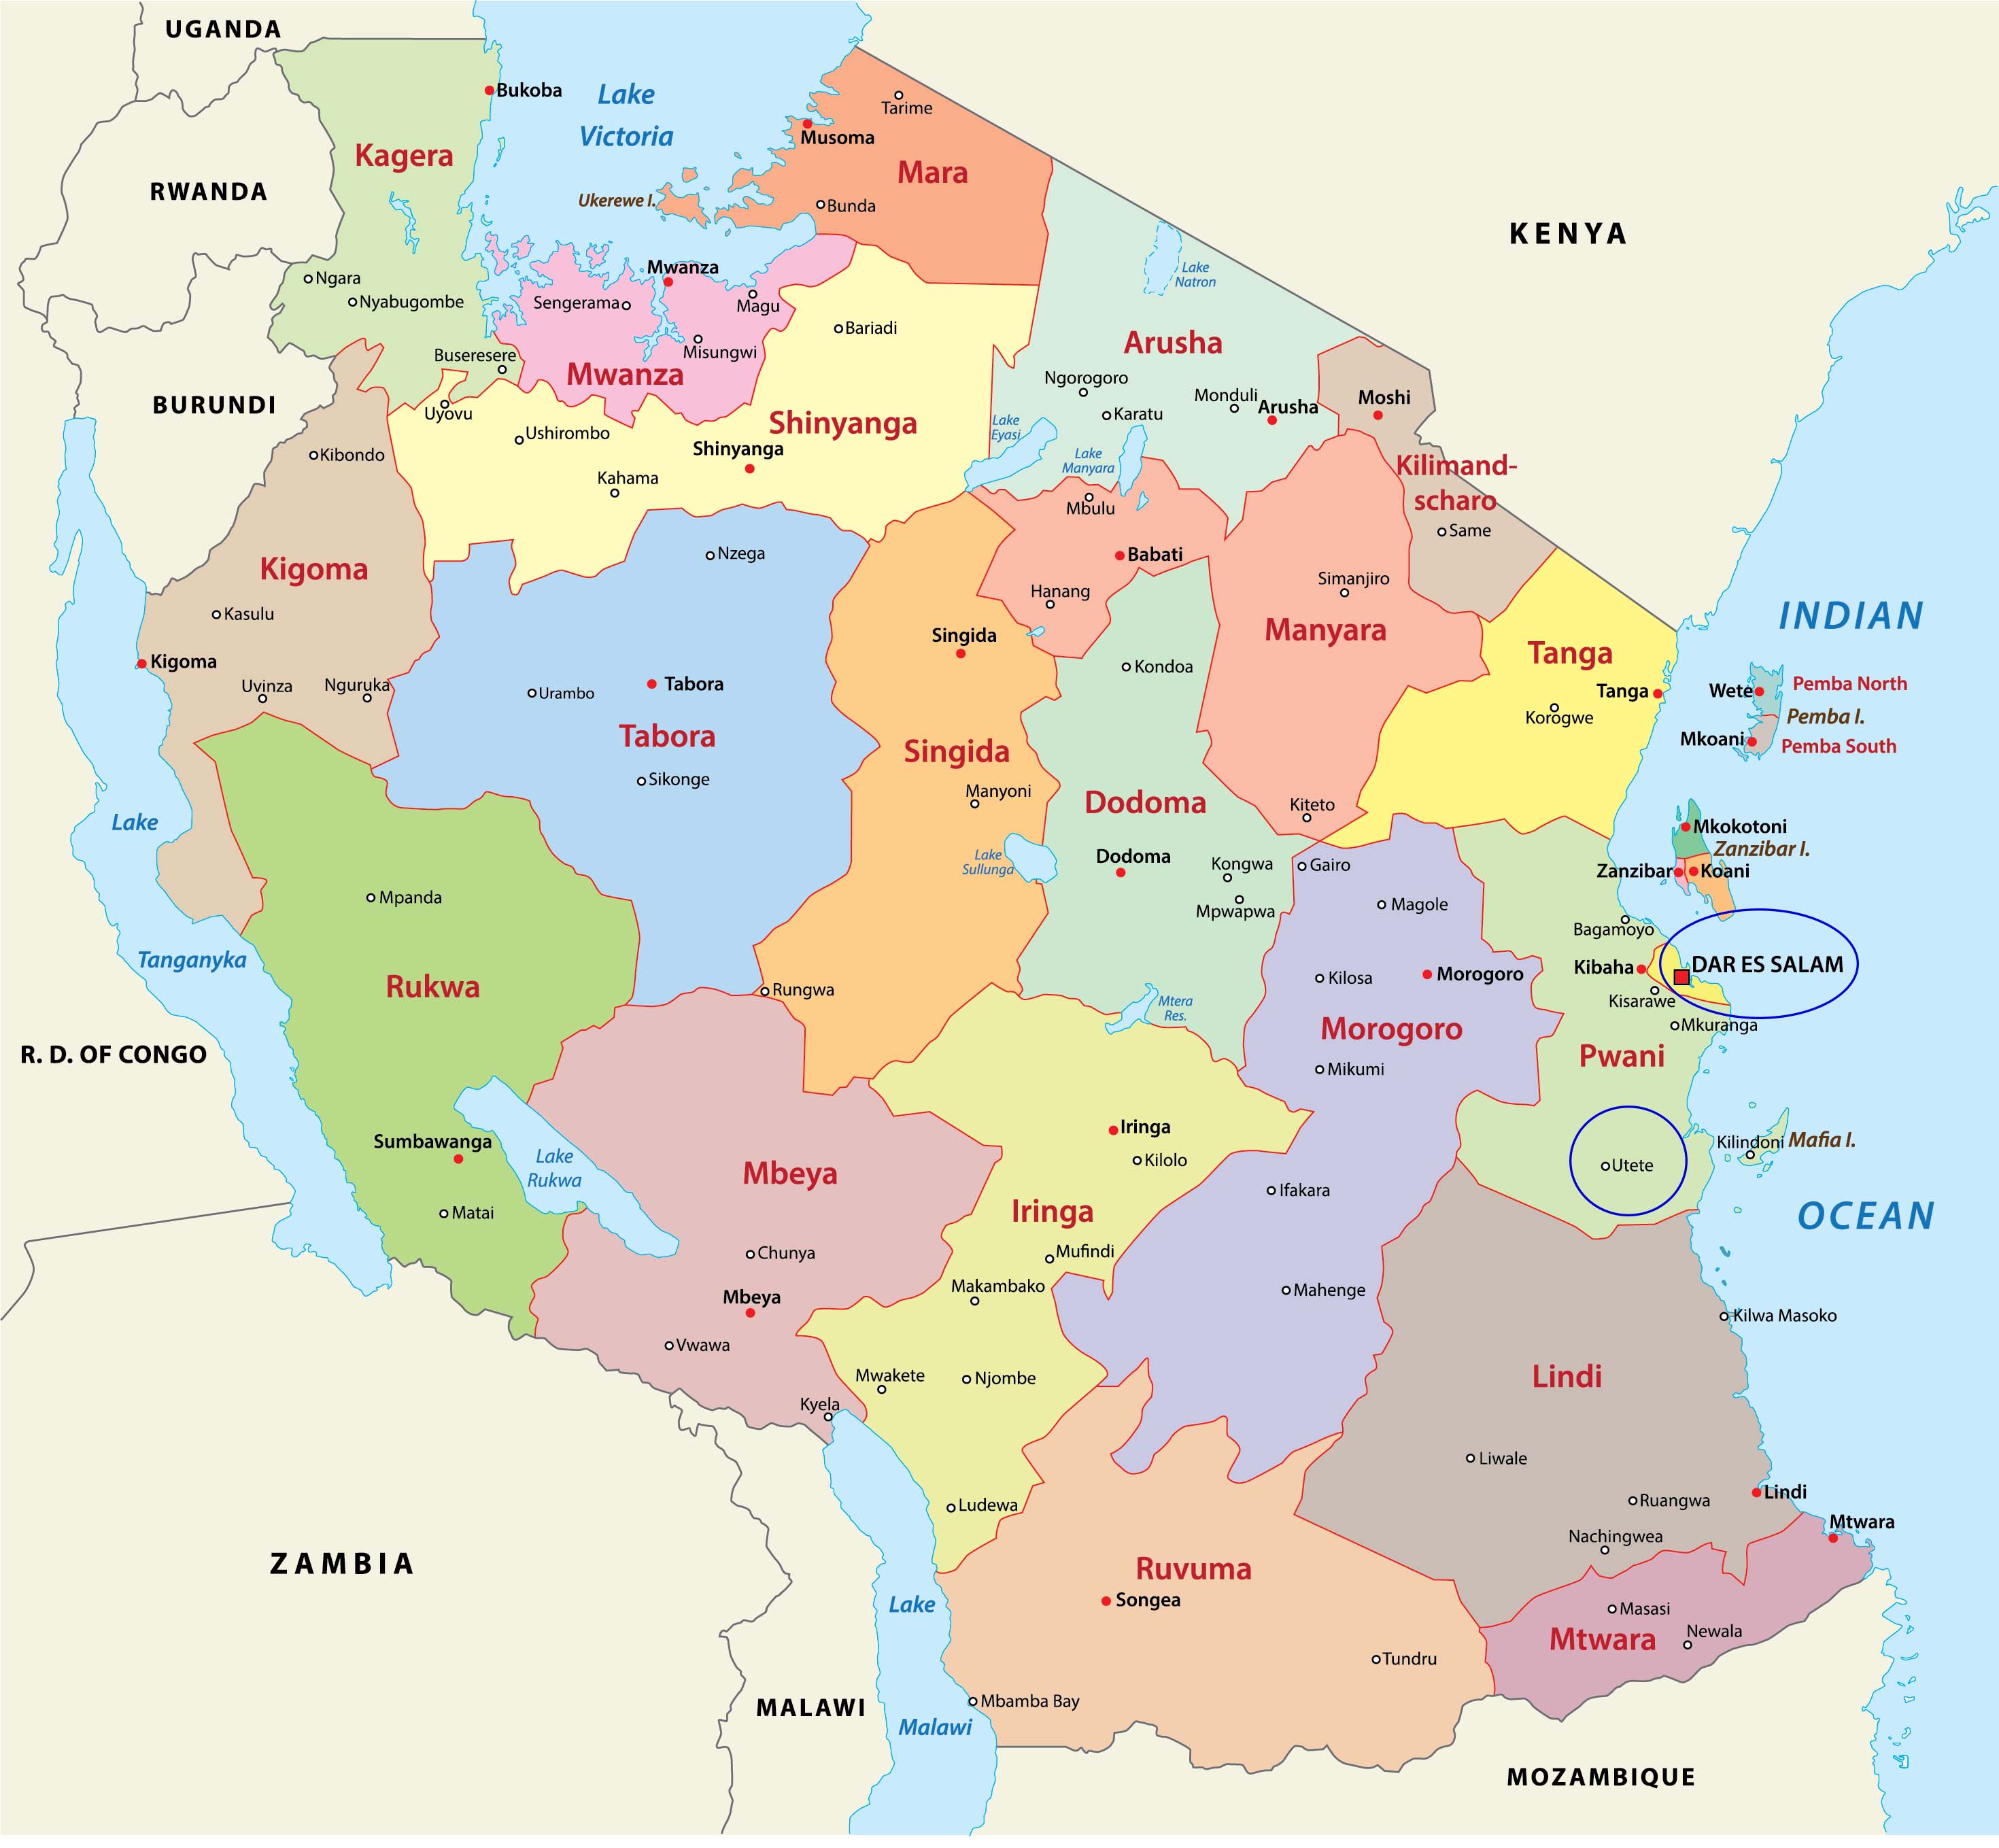 UGANDA
Bukoba
Lake
Victoria
Tarime
Musoma
Kagera
Mara
RWANDA
Ukerewe I.
Bunda
KENYA
Ngara
Nyabugombe
Mwanza
Sengerama
Magu
Lake
Natron
Bariadi
Misungwi
Buseresere
Mwanza
Arusha
BURUNDI
Uyovu
Ushirombo
Shinyanga
Shinyanga
Kahama
Ngorogoro
Karatu
Monduli
Arusha
Moshi
Lake
Eyasi
Lake
Manyara
Kilimand-
scharo
Same
Kibondo
Mbulu
Kigoma
Nzega
Babati
Hanang
Simanjiro
Kasulu
Manyara
INDIAN
Kigoma
Singida
Tanga
Uvinza
Nguruka
Urambo
Tabora
Kondoa
Tanga
Korogwe
Wete
Pemba North
Pemba I.
Mkoani
Pemba South
Tabora
Singida
Sikonge
Manyoni
Dodoma
Kiteto
Lake
Tanganyka
Mkokotoni
Zanzibar I.
Zanzibar
Koani
Lake
Sullunga
Dodoma
Kongwa
Mpwapwa
Gairo
Magole
Mpanda
Bagamoyo
Rukwa
Rungwa
Kilosa
Morogoro
Kibaha
DAR ES SALAM
Kisarawe
Mkuranga
Mtera
Res.
Morogoro
Pwani
R. D. OF CONGO
Mikumi
Sumbawanga
Lake
Rukwa
Mbeya
Iringa
Kilolo
Utete
Kilindoni
Mafia I.
Matai
Iringa
Ifakara
OCEAN
Chunya
Mufindi
Makambako
Mbeya
Mahenge
Kilwa Masoko
Vwawa
Mwakete
Njombe
Lindi
Kyela
Liwale
Ludewa
Ruangwa
Lindi
Nachingwea
Mtwara
ZAMBIA
Ruvuma
Songea
Lake
Malawi
Masasi
Mtwara
Newala
Tundru
MALAWI
Mbamba Bay
MOZAMBIQUE